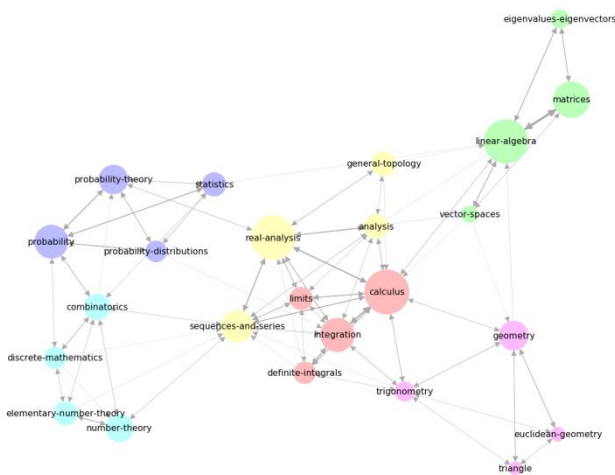 eigenvalues-eigenvectors
matrices
linear-algebra
general-topology
probability-theory
statistics
vector-spaces
analysis
real-analysis
probability
probability-distributions
calculus
limits
combinatorics
sequences-and-series
integration
geometry
discrete-mathematics
definite-integrals
trigonometry
elementary-number-theory
number-theory
euclidean-geometry
triangle